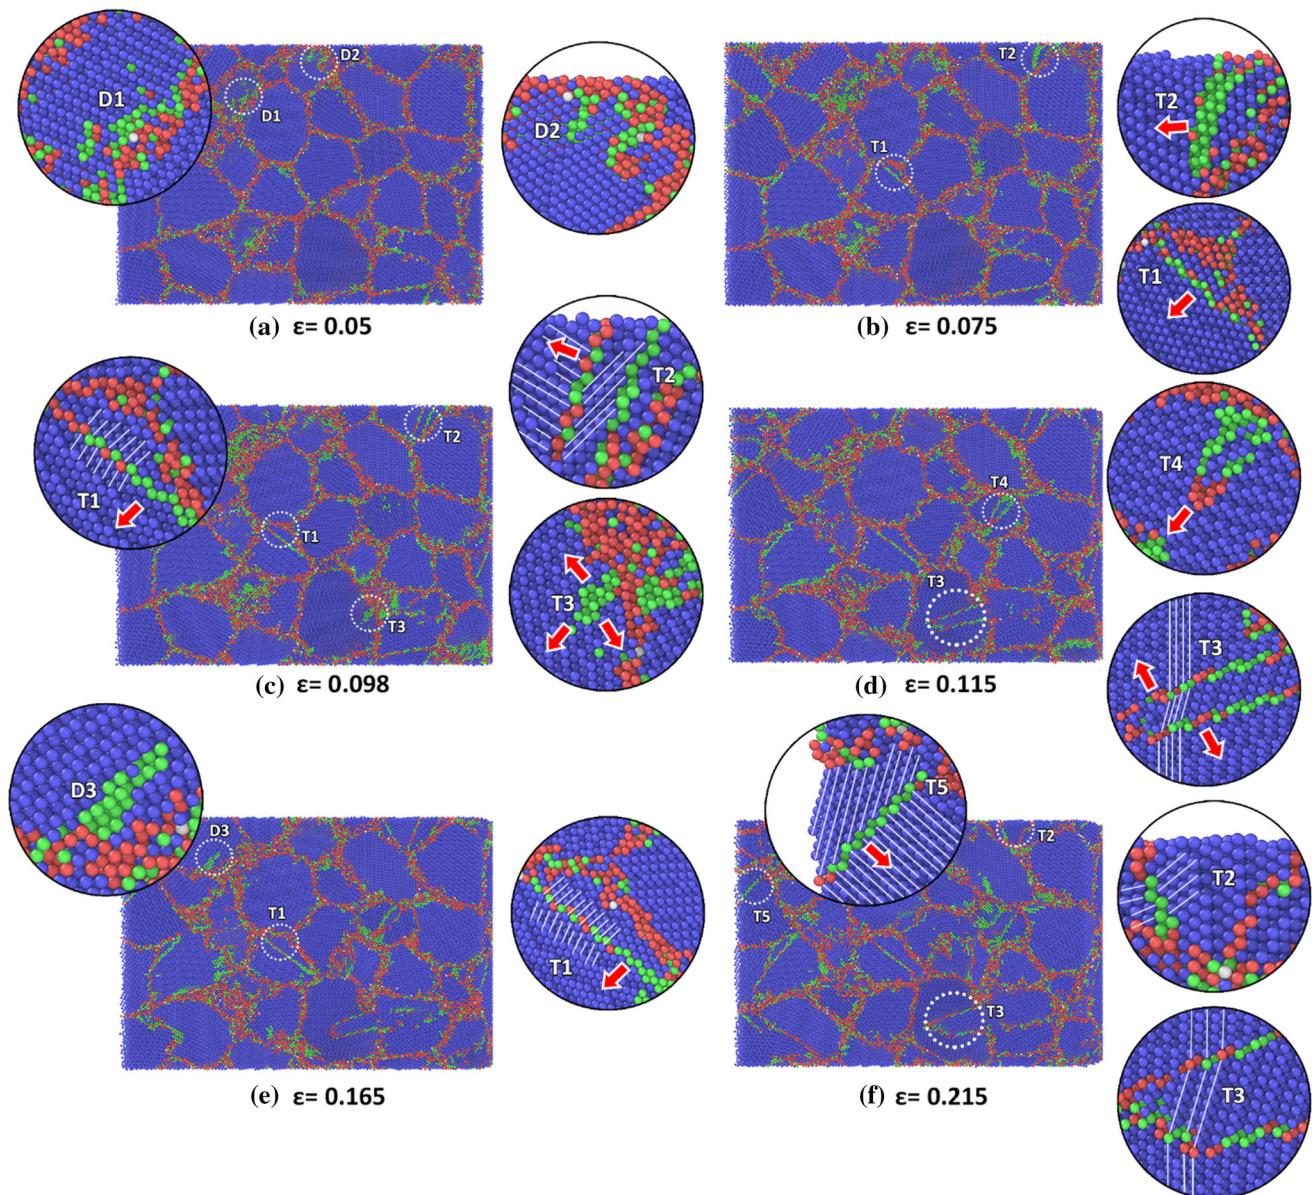 D1
D2
D1
D2
(a) ε= 0.05
T2
T1
T2
T1
(b) ε= 0.075
T1
T2
T1
T3
T2
T3
(c) ε= 0.098
T4
T3
T4
T3
(d) ε= 0.115
D3
D3
T1
T1
(e) ε= 0.165
T5
T2
T5
T3
T2
T3
(f) ε= 0.215